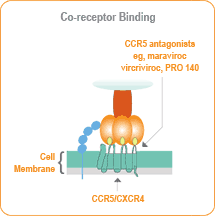 Co-receptor Binding
CCR5 antagonists
eg, maraviroc
vircriviroc, PRO 140
Cell
Membrane
CCR5/CXCR4